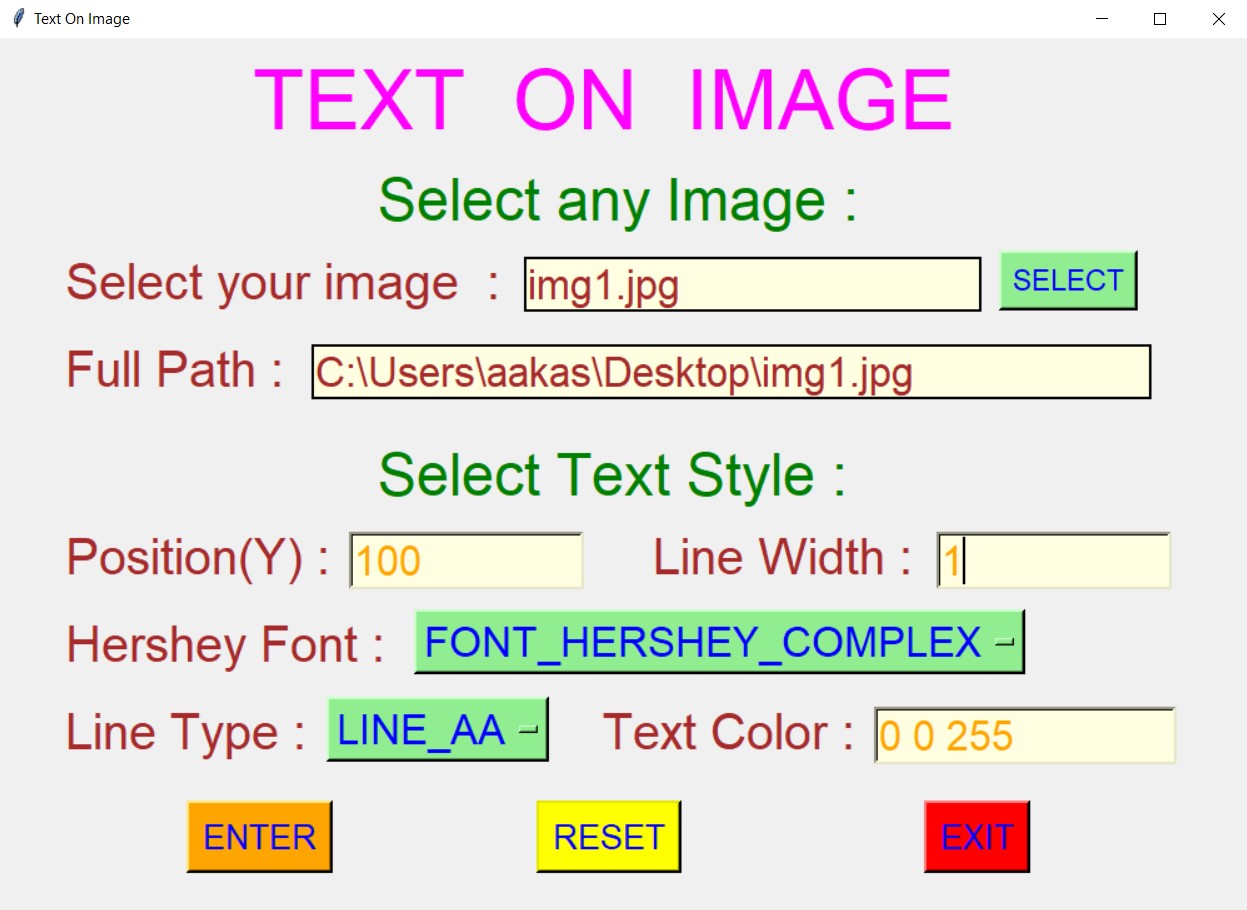 Text On Image
TEXT ON IMAGE
Select any Image :
Select your image : img1.jpg SELECT
Full Path : C:\Users\aakas\Desktop\img1.jpg
Select Text Style :
Position(Y) : 100 Line Width : 1
Hershey Font : FONT_HERSHEY_COMPLEX
Line Type : LINE_AA Text Color : 0 0 255
ENTER RESET EXIT